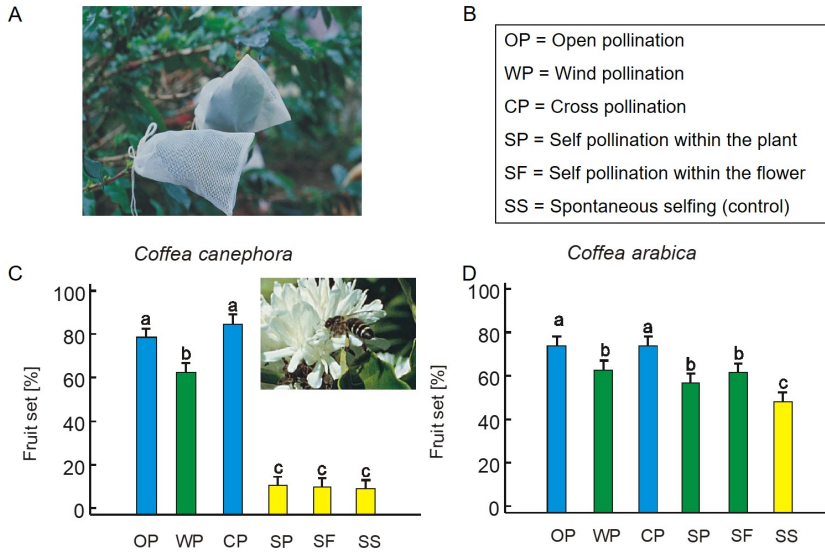 A
B
OP = Open pollination
WP = Wind pollination
CP = Cross pollination
SP = Self pollination within the plant
SF = Self pollination within the flower
SS = Spontaneous selfing (control)
Coffea canephora
C
Fruit set [%]
100
80
60
40
20
0
a
b
a
c
c
c
OP WP CP SP SF SS
Coffea arabica
D
Fruit set [%]
100
80
60
40
20
0
a
b
a
b
b
c
OP WP CP SP SF SS